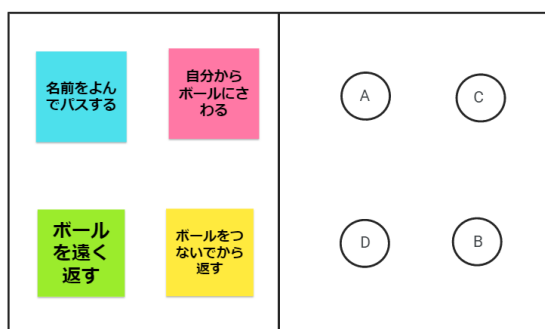 名前をよん
でパスする
自分から
ボールにさ
わる
ボール
を遠く
返す
ボールをつ
ないでから
返す
A
C
D
B